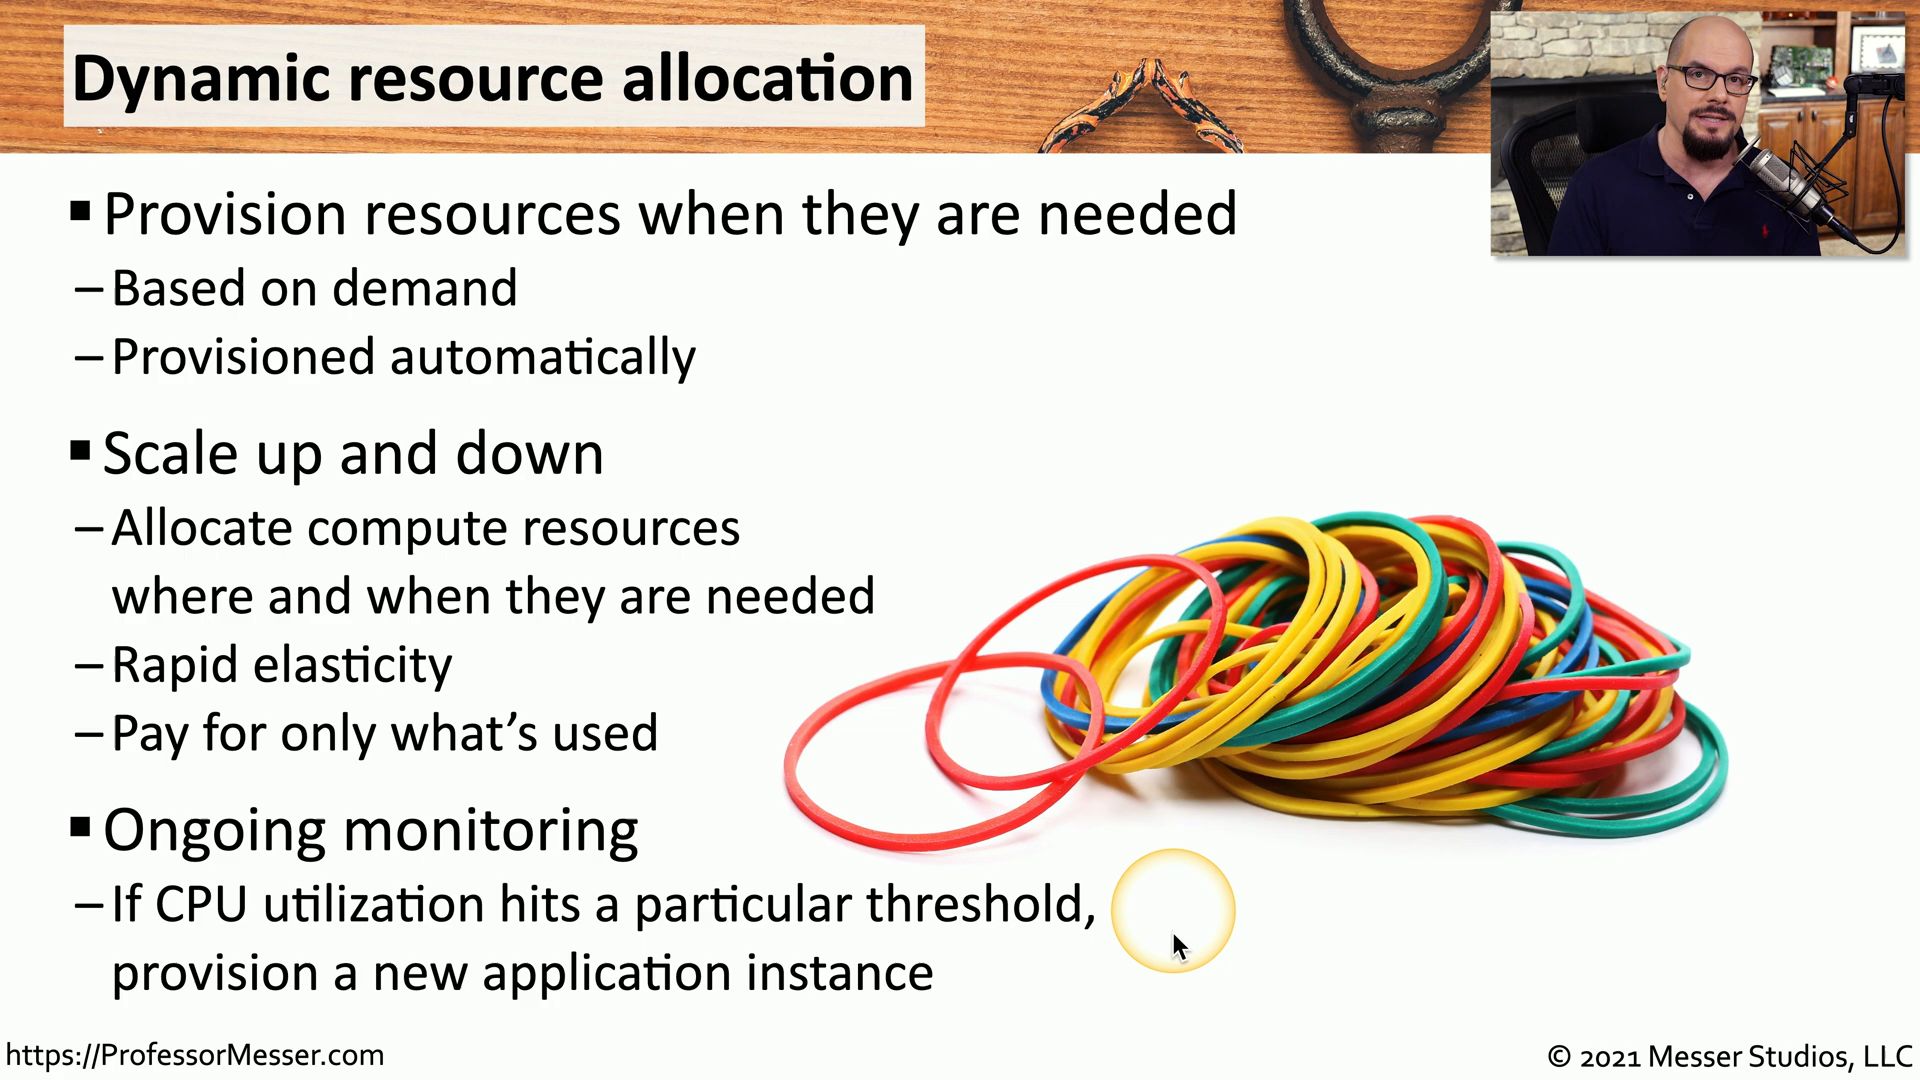 Dynamic resource allocation
▪ Provision resources when they are needed
– Based on demand
– Provisioned automatically
▪ Scale up and down
– Allocate compute resources
where and when they are needed
– Rapid elasticity
– Pay for only what’s used
▪ Ongoing monitoring
– If CPU utilization hits a particular threshold,
provision a new application instance
https://ProfessorMesser.com
© 2021 Messer Studios, LLC